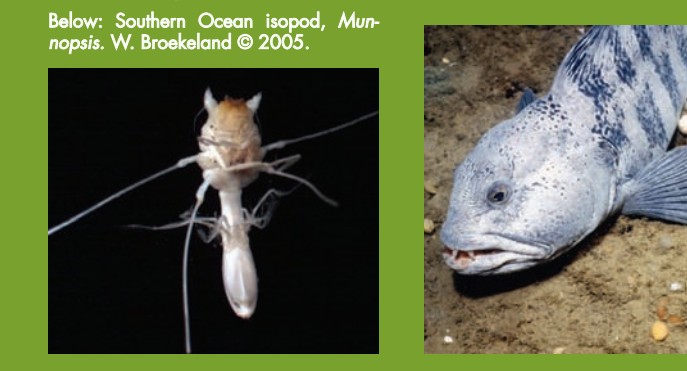 Below: Southern Ocean isopod, Mun-
nopsis. W. Broekeland © 2005.